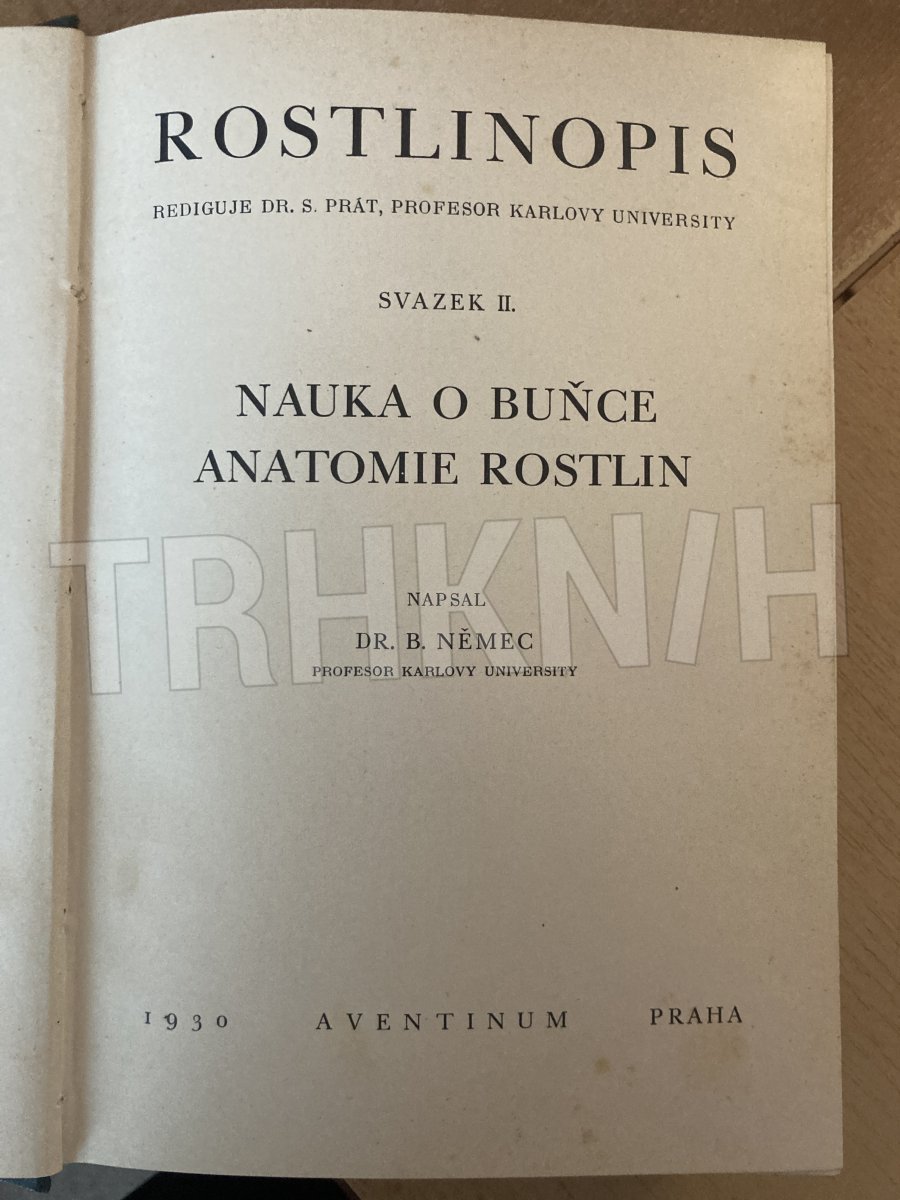 ROSTLINOPIS
REDIGUJE DR. S. PRÁT, PROFESOR KARLOVY UNIVERSITY
SVAZEK II.
NAUKA O BUŇCE
ANATOMIE ROSTLIN
TRHKNIH
NAPSAL
DR. B. NĚMEC
PROFESOR KARLOVY UNIVERSITY
1930 AVENTINUM PRAHA